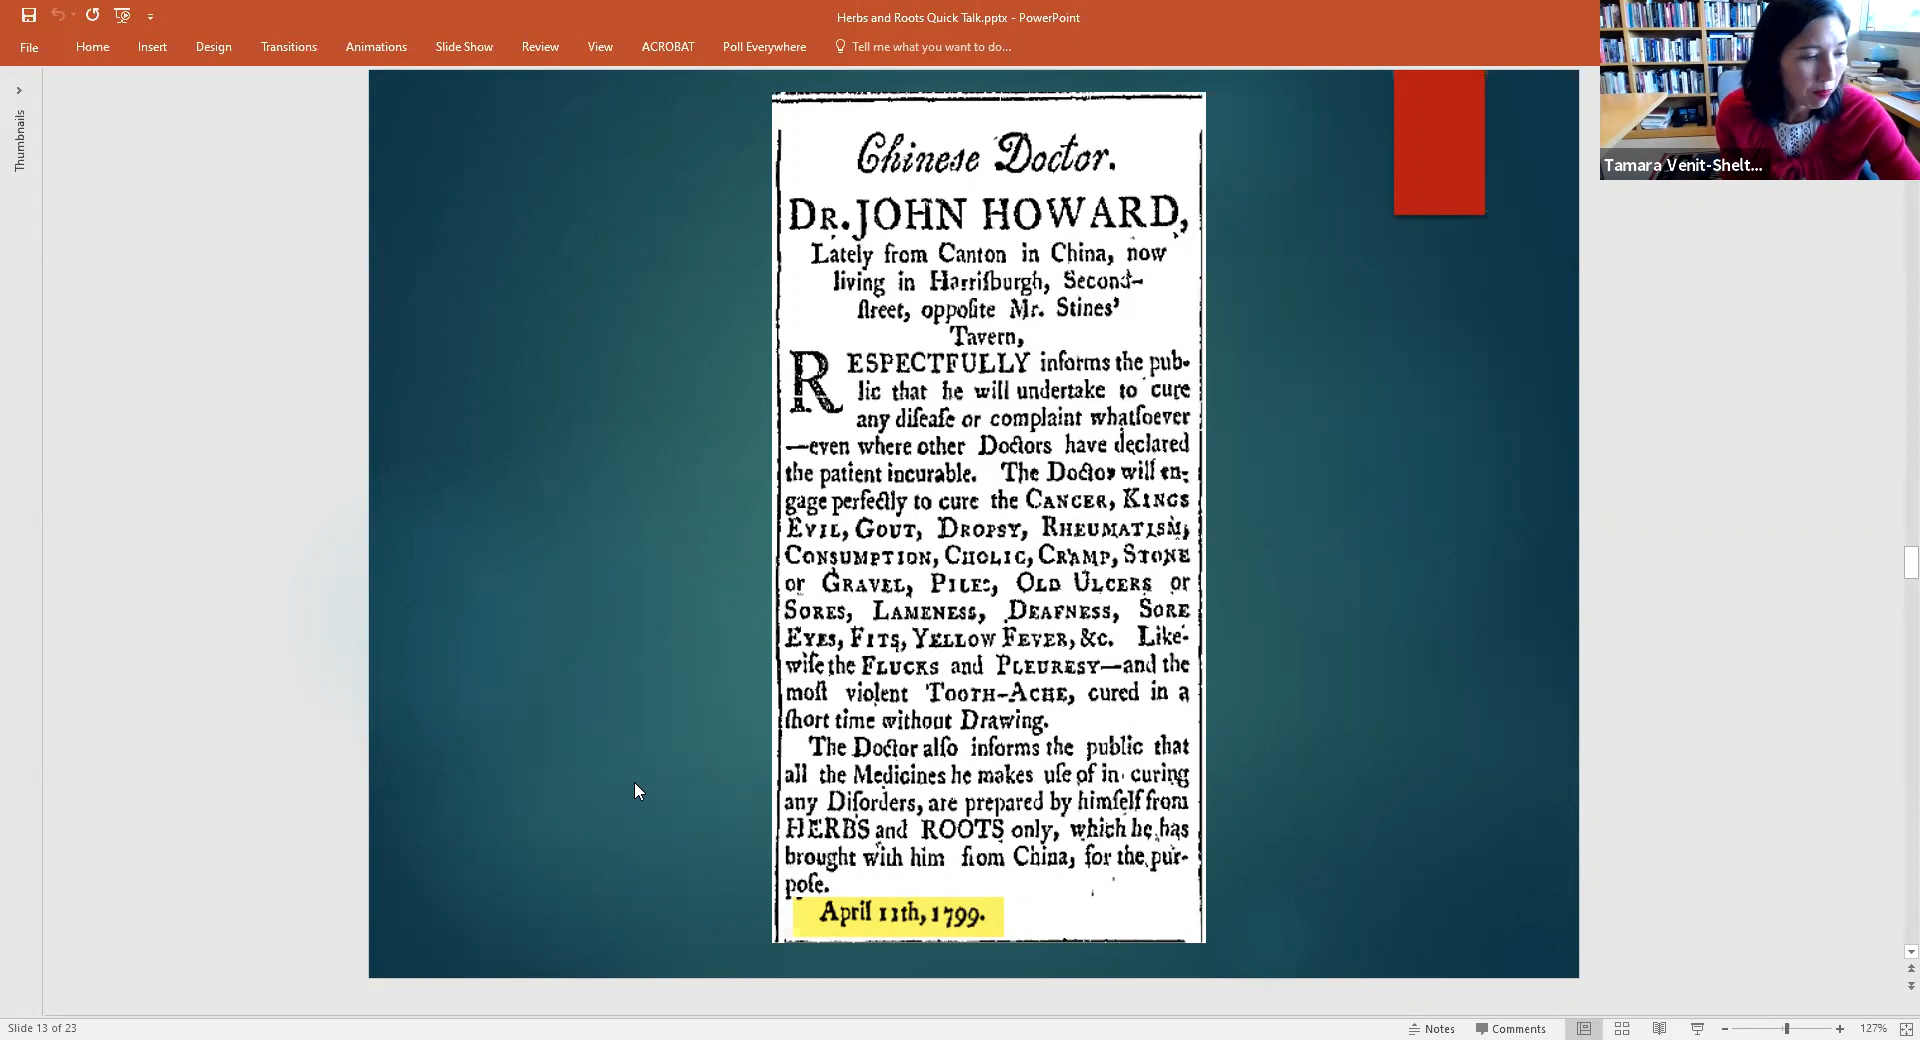 Herbs and Roots Quick Talk.pptx - PowerPoint
File Home Insert Design Transitions Animations Slide Show Review View ACROBAT Poll Everywhere Tell me what you want to do...
Thumbnails
Tamara Venit-Shelt...
Chinese Doctor.
DR. JOHN HOWARD,
Lately from Canton in China, now
living in Harriſburgh, Second-
ſtreet, oppoſite Mr. Stines'
Tavern,
RESPECTFULLY informs the pub-
lic that he will undertake to cure
any diſeaſe or complaint whatſoever
—even where other Doctors have declared
the patient incurable. The Doctor will en-
gage perfectly to cure the CANCER, KINGS
EVIL, GOUT, DROPSY, RHEUMATISM,
CONSUMPTION, CHOLIC, CRAMP, STONE
or GRAVEL, PILES, OLD ULCERS or
SORES, LAMENESS, DEAFNESS, SORE
EYES, FITS, YELLOW FEVER, &c. Like-
wiſe the FLUCKS and PLEURESY—and the
moſt violent TOOTH-ACHE, cured in a
ſhort time without Drawing.
The Doctor alſo informs the public that
all the Medicines he makes uſe of in curing
any Diſorders, are prepared by himſelf from
HERBS and ROOTS only, which he has
brought with him from China, for the pur-
poſe.
April 11th, 1799.
Slide 13 of 23
Notes Comments 127%